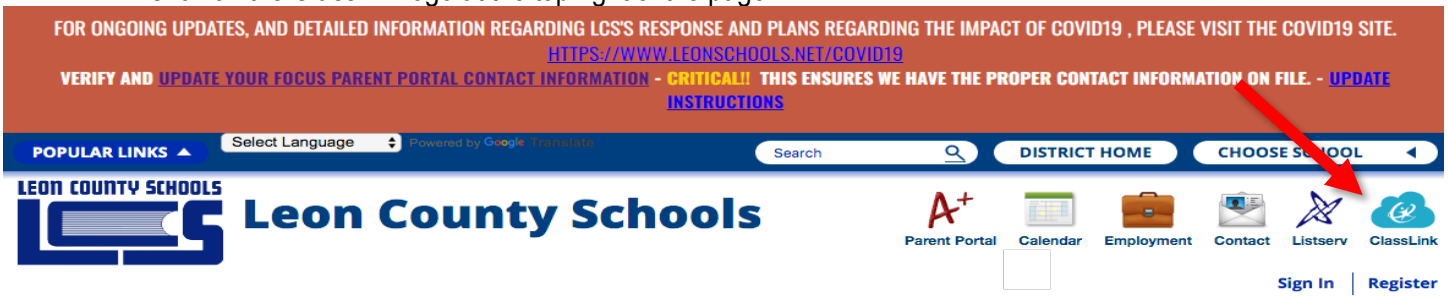 FOR ONGOING UPDATES, AND DETAILED INFORMATION REGARDING LCS'S RESPONSE AND PLANS REGARDING THE IMPACT OF COVID19 , PLEASE VISIT THE COVID19 SITE.
HTTPS://WWW.LEONSCHOOLS.NET/COVID19
VERIFY AND UPDATE YOUR FOCUS PARENT PORTAL CONTACT INFORMATION - CRITICAL!! THIS ENSURES WE HAVE THE PROPER CONTACT INFORMATION ON FILE. - UPDATE
INSTRUCTIONS
POPULAR LINKS Select Language Powered by Google Translate Search DISTRICT HOME CHOOSE SCHOOL
LEON COUNTY SCHOOLS
LCS Leon County Schools
A+
Parent Portal Calendar Employment Contact Listserv ClassLink
Sign In | Register